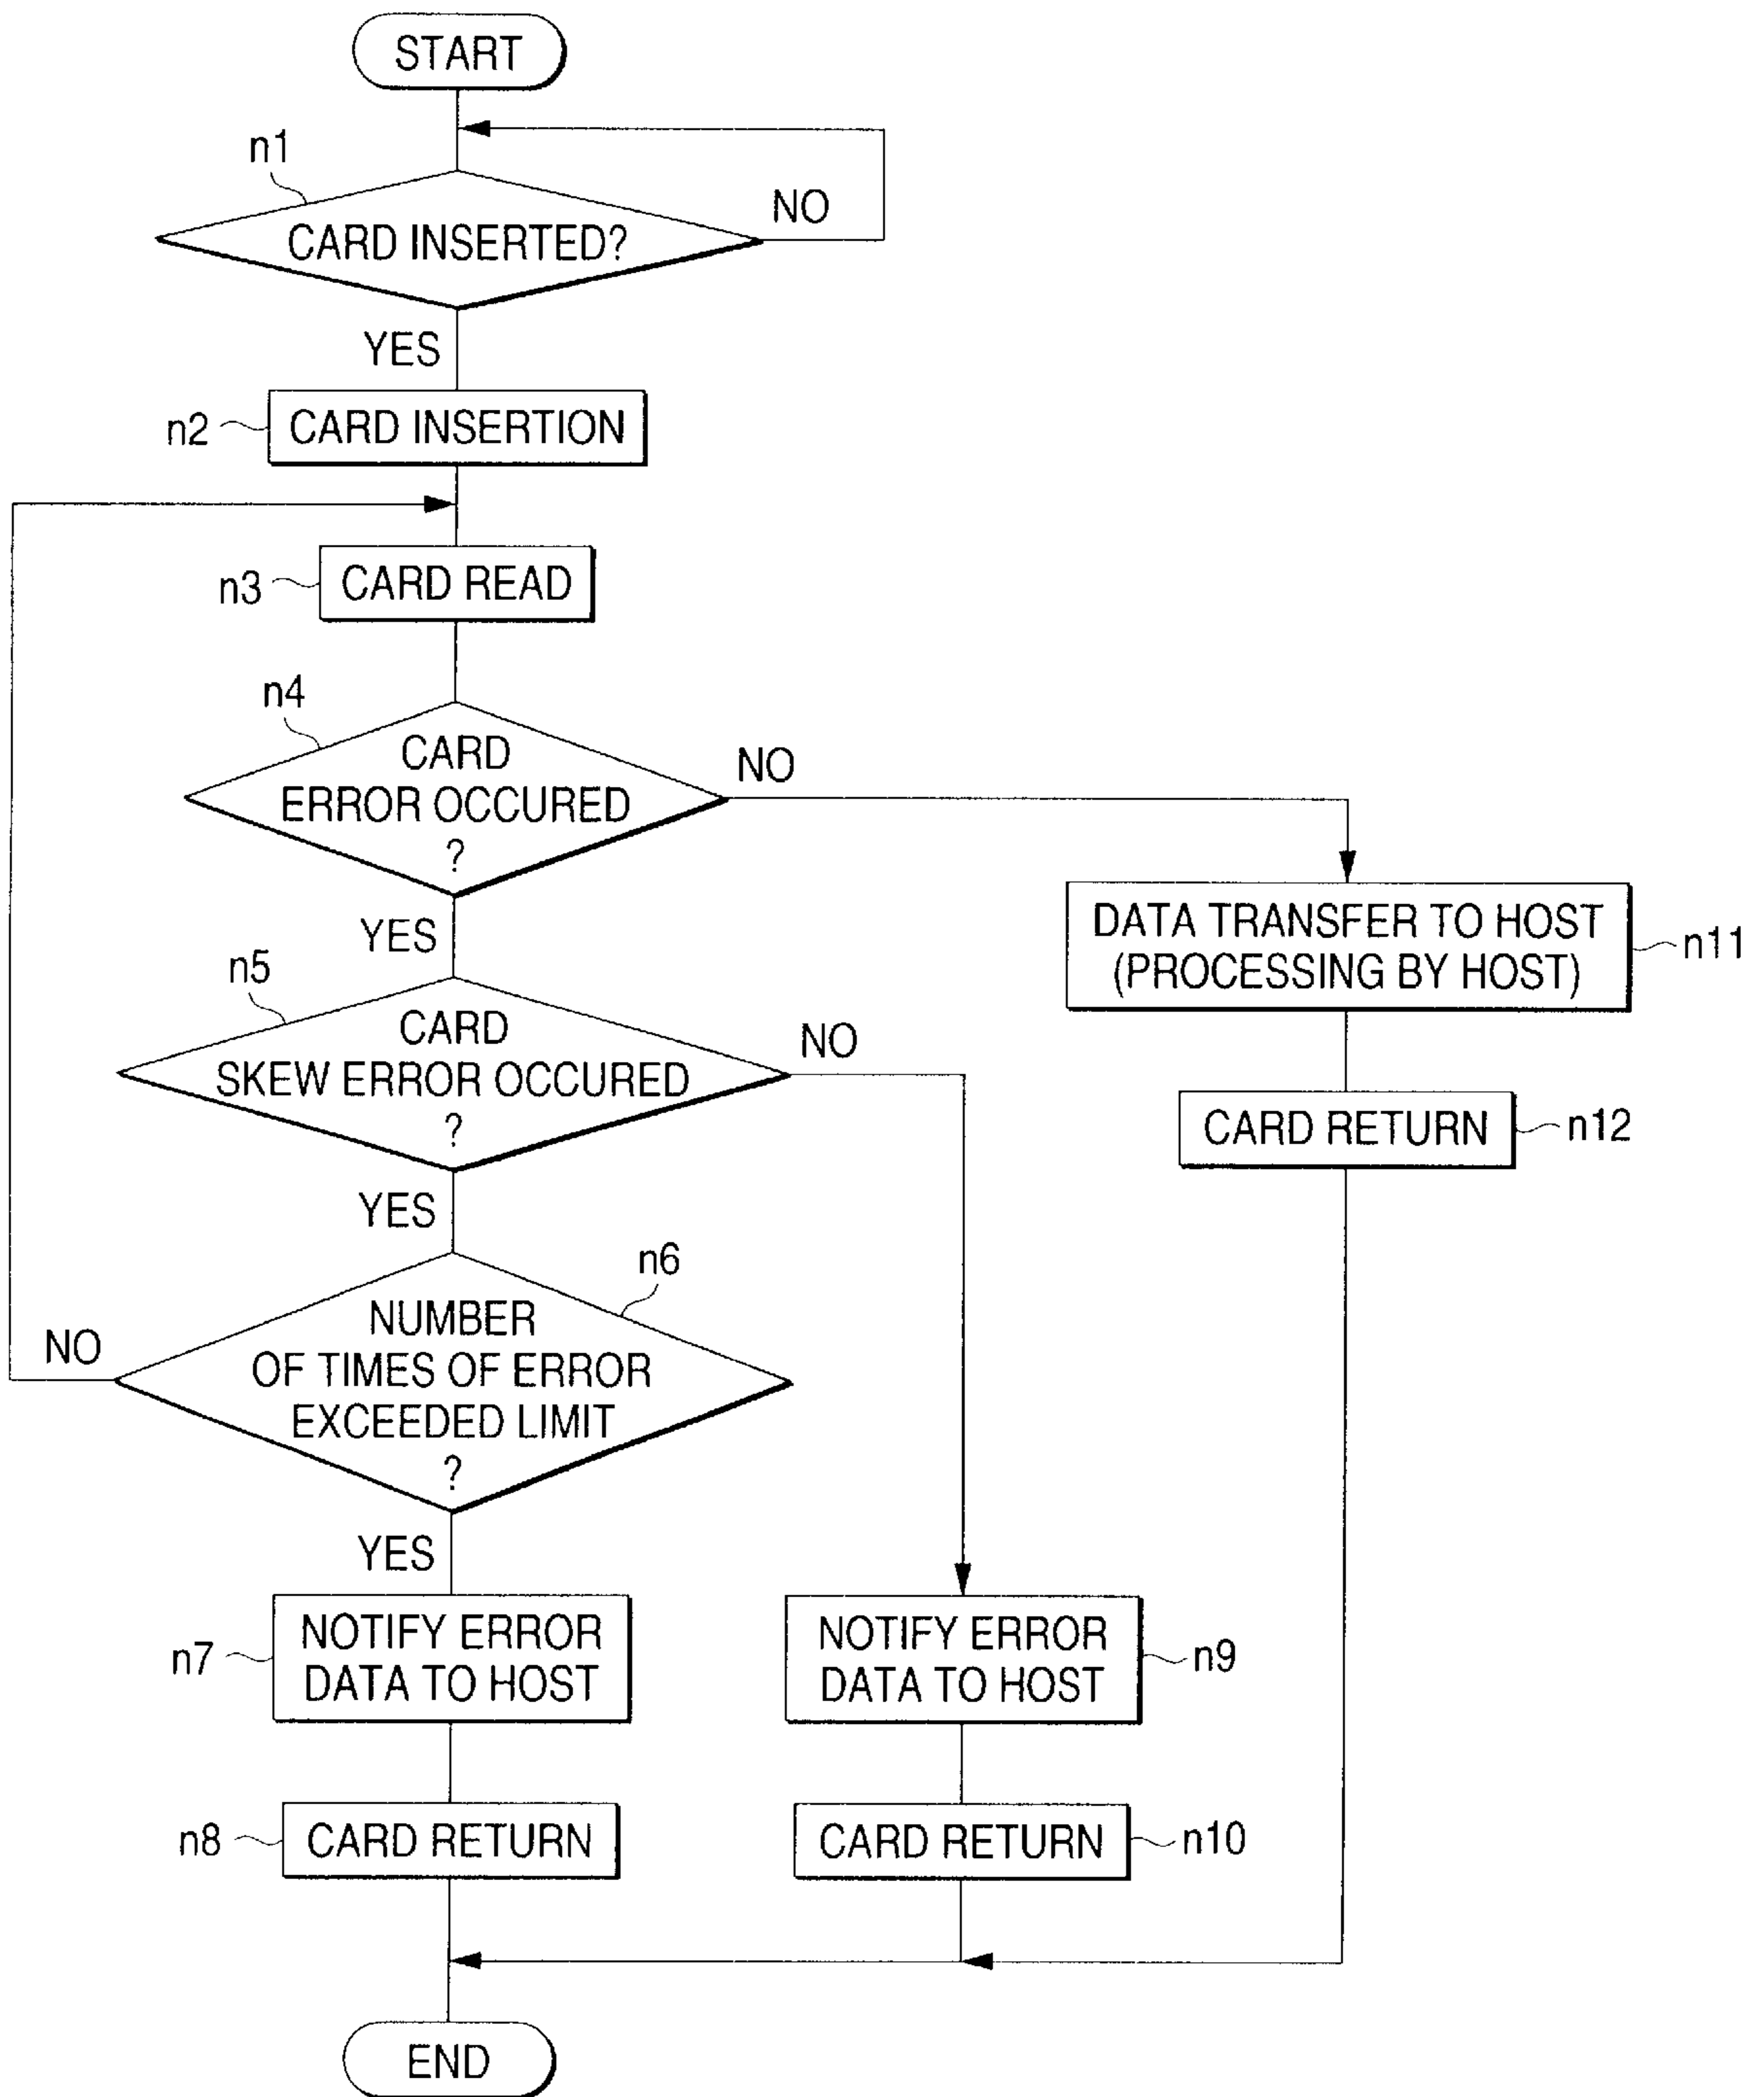 START
n1
NO
CARD INSERTED?
YES
n2
CARD INSERTION
n3
CARD READ
n4
CARD
ERROR OCCURED
?
NO
YES
DATA TRANSFER TO HOST
(PROCESSING BY HOST)
n11
n5
CARD
SKEW ERROR OCCURED
?
NO
CARD RETURN
n12
YES
n6
NUMBER
OF TIMES OF ERROR
EXCEEDED LIMIT
?
NO
YES
n7
NOTIFY ERROR
DATA TO HOST
NOTIFY ERROR
DATA TO HOST
n9
n8
CARD RETURN
CARD RETURN
n10
END